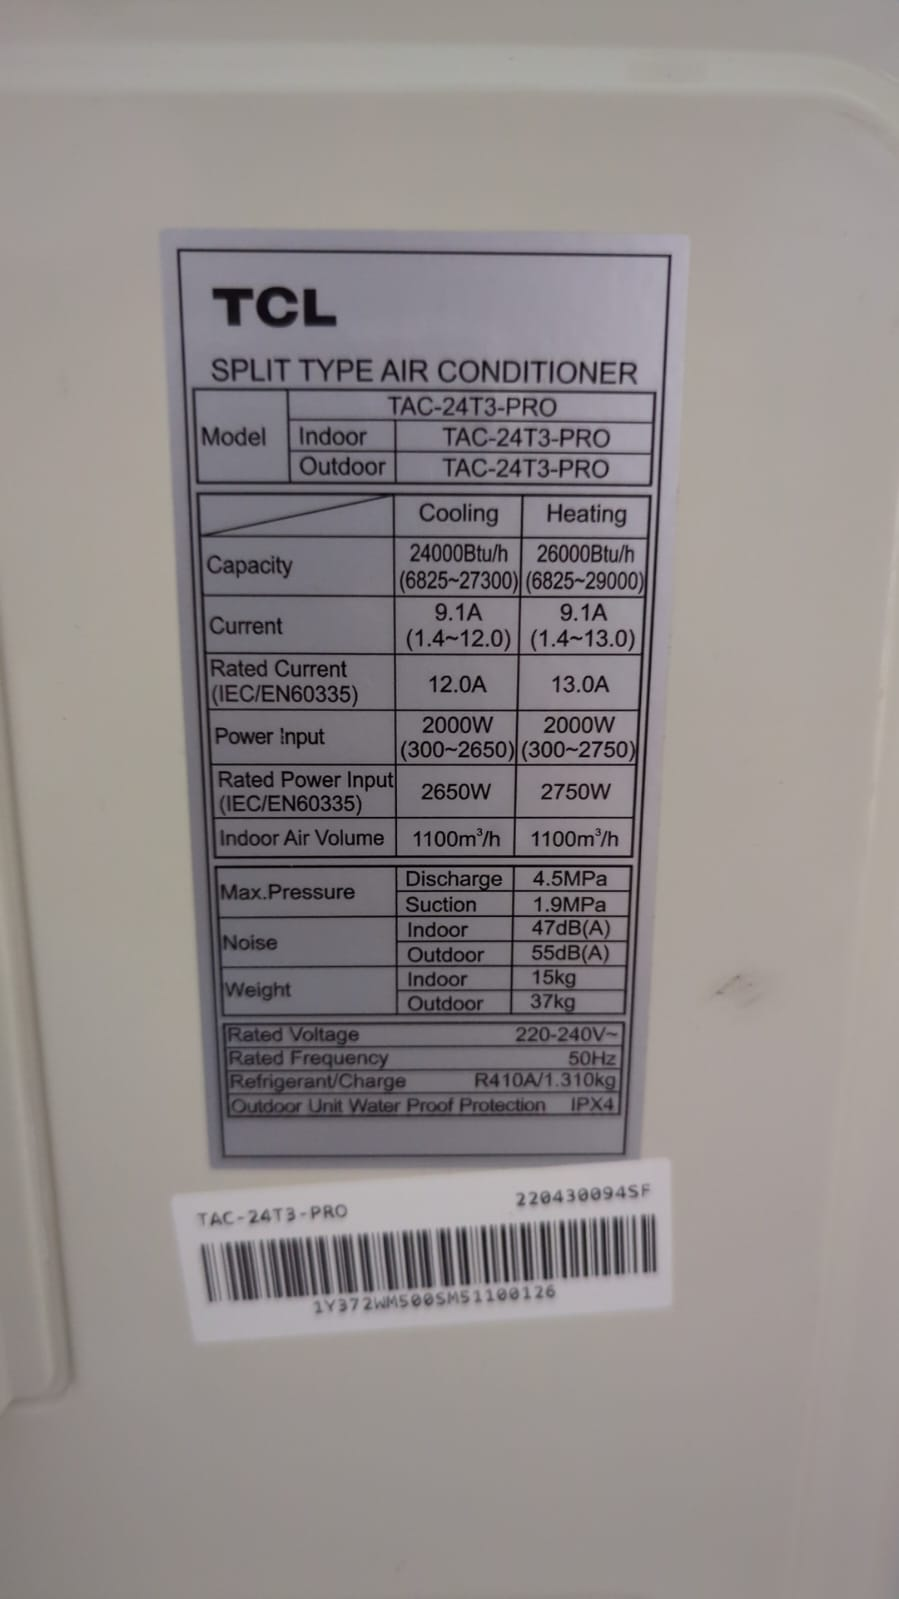 TCL
SPLIT TYPE AIR CONDITIONER
Model TAC-24T3-PRO
Indoor TAC-24T3-PRO
Outdoor TAC-24T3-PRO
Cooling Heating
Capacity 24000Btu/h (6825~27300) 26000Btu/h (6825~29000)
Current 9.1A (1.4~12.0) 9.1A (1.4~13.0)
Rated Current (IEC/EN60335) 12.0A 13.0A
Power Input 2000W (300~2650) 2000W (300~2750)
Rated Power Input (IEC/EN60335) 2650W 2750W
Indoor Air Volume 1100m³/h 1100m³/h
Max.Pressure Discharge 4.5MPa
Suction 1.9MPa
Noise Indoor 47dB(A)
Outdoor 55dB(A)
Weight Indoor 15kg
Outdoor 37kg
Rated Voltage 220-240V~
Rated Frequency 50Hz
Refrigerant/Charge R410A/1.310kg
Outdoor Unit Water Proof Protection IPX4
TAC-24T3-PRO 220430094SF
1Y372WM500SM51100126